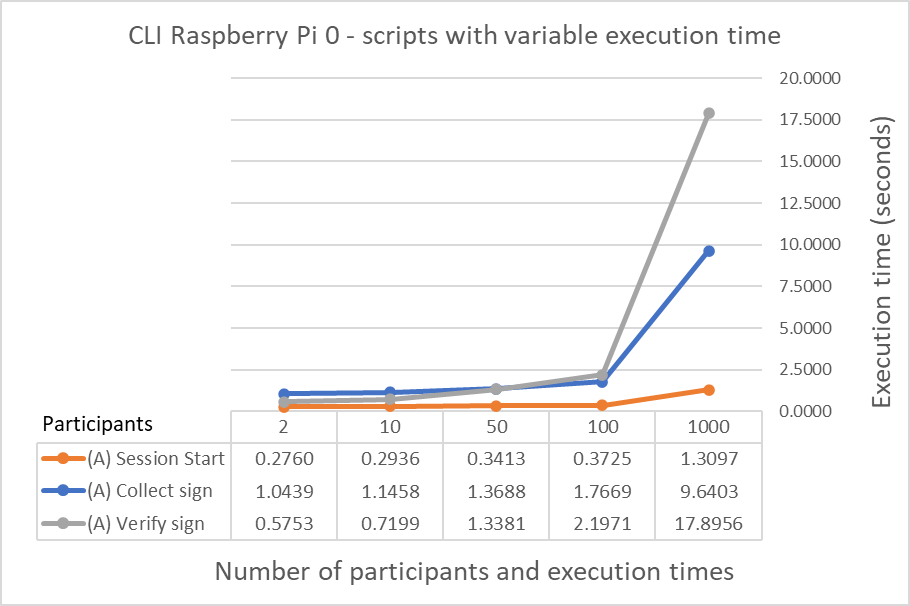 CLI Raspberry Pi 0 - scripts with variable execution time
20.0000
17.5000
15.0000
12.5000
10.0000
7.5000
5.0000
2.5000
0.0000
Execution time (seconds)
Participants 2 10 50 100 1000
(A) Session Start 0.2760 0.2936 0.3413 0.3725 1.3097
(A) Collect sign 1.0439 1.1458 1.3688 1.7669 9.6403
(A) Verify sign 0.5753 0.7199 1.3381 2.1971 17.8956
Number of participants and execution times